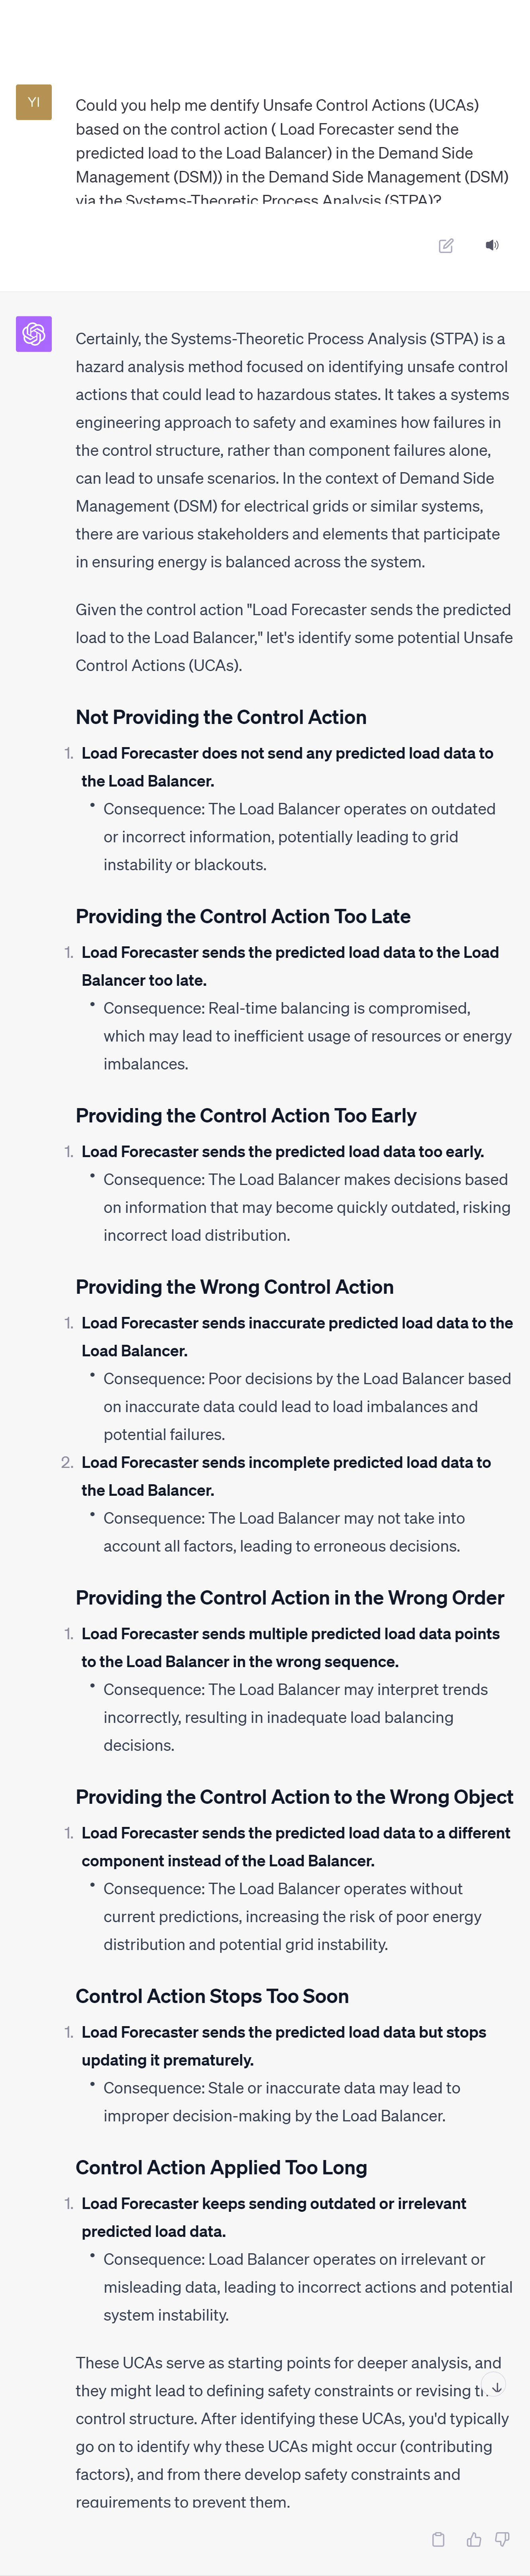 YI
Could you help me dentify Unsafe Control Actions (UCAs)
based on the control action ( Load Forecaster send the
predicted load to the Load Balancer) in the Demand Side
Management (DSM)) in the Demand Side Management (DSM)
via the Systems-Theoretic Process Analysis (STPA)?
Certainly, the Systems-Theoretic Process Analysis (STPA) is a
hazard analysis method focused on identifying unsafe control
actions that could lead to hazardous states. It takes a systems
engineering approach to safety and examines how failures in
the control structure, rather than component failures alone,
can lead to unsafe scenarios. In the context of Demand Side
Management (DSM) for electrical grids or similar systems,
there are various stakeholders and elements that participate
in ensuring energy is balanced across the system.
Given the control action "Load Forecaster sends the predicted
load to the Load Balancer," let's identify some potential Unsafe
Control Actions (UCAs).
Not Providing the Control Action
1. Load Forecaster does not send any predicted load data to
the Load Balancer.
• Consequence: The Load Balancer operates on outdated
or incorrect information, potentially leading to grid
instability or blackouts.
Providing the Control Action Too Late
1. Load Forecaster sends the predicted load data to the Load
Balancer too late.
• Consequence: Real-time balancing is compromised,
which may lead to inefficient usage of resources or energy
imbalances.
Providing the Control Action Too Early
1. Load Forecaster sends the predicted load data too early.
• Consequence: The Load Balancer makes decisions based
on information that may become quickly outdated, risking
incorrect load distribution.
Providing the Wrong Control Action
1. Load Forecaster sends inaccurate predicted load data to the
Load Balancer.
• Consequence: Poor decisions by the Load Balancer based
on inaccurate data could lead to load imbalances and
potential failures.
2. Load Forecaster sends incomplete predicted load data to
the Load Balancer.
• Consequence: The Load Balancer may not take into
account all factors, leading to erroneous decisions.
Providing the Control Action in the Wrong Order
1. Load Forecaster sends multiple predicted load data points
to the Load Balancer in the wrong sequence.
• Consequence: The Load Balancer may interpret trends
incorrectly, resulting in inadequate load balancing
decisions.
Providing the Control Action to the Wrong Object
1. Load Forecaster sends the predicted load data to a different
component instead of the Load Balancer.
• Consequence: The Load Balancer operates without
current predictions, increasing the risk of poor energy
distribution and potential grid instability.
Control Action Stops Too Soon
1. Load Forecaster sends the predicted load data but stops
updating it prematurely.
• Consequence: Stale or inaccurate data may lead to
improper decision-making by the Load Balancer.
Control Action Applied Too Long
1. Load Forecaster keeps sending outdated or irrelevant
predicted load data.
• Consequence: Load Balancer operates on irrelevant or
misleading data, leading to incorrect actions and potential
system instability.
These UCAs serve as starting points for deeper analysis, and
they might lead to defining safety constraints or revising the
control structure. After identifying these UCAs, you'd typically
go on to identify why these UCAs might occur (contributing
factors), and from there develop safety constraints and
requirements to prevent them.